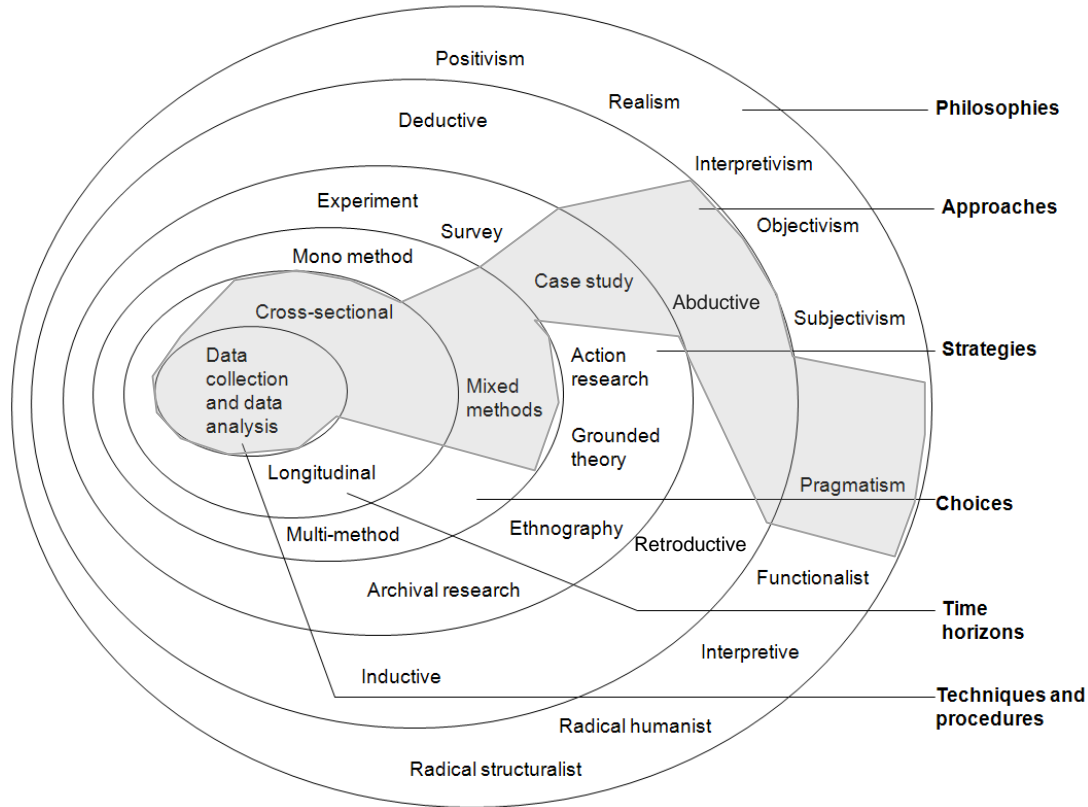 Positivism
Realism
Philosophies
Deductive
Interpretivism
Experiment
Approaches
Objectivism
Survey
Mono method
Case study
Abductive
Cross-sectional
Subjectivism
Strategies
Data
collection
and data
analysis
Action
research
Mixed
methods
Grounded
theory
Longitudinal
Pragmatism
Choices
Multi-method
Ethnography
Retroductive
Functionalist
Archival research
Time
horizons
Interpretive
Inductive
Techniques and
procedures
Radical humanist
Radical structuralist